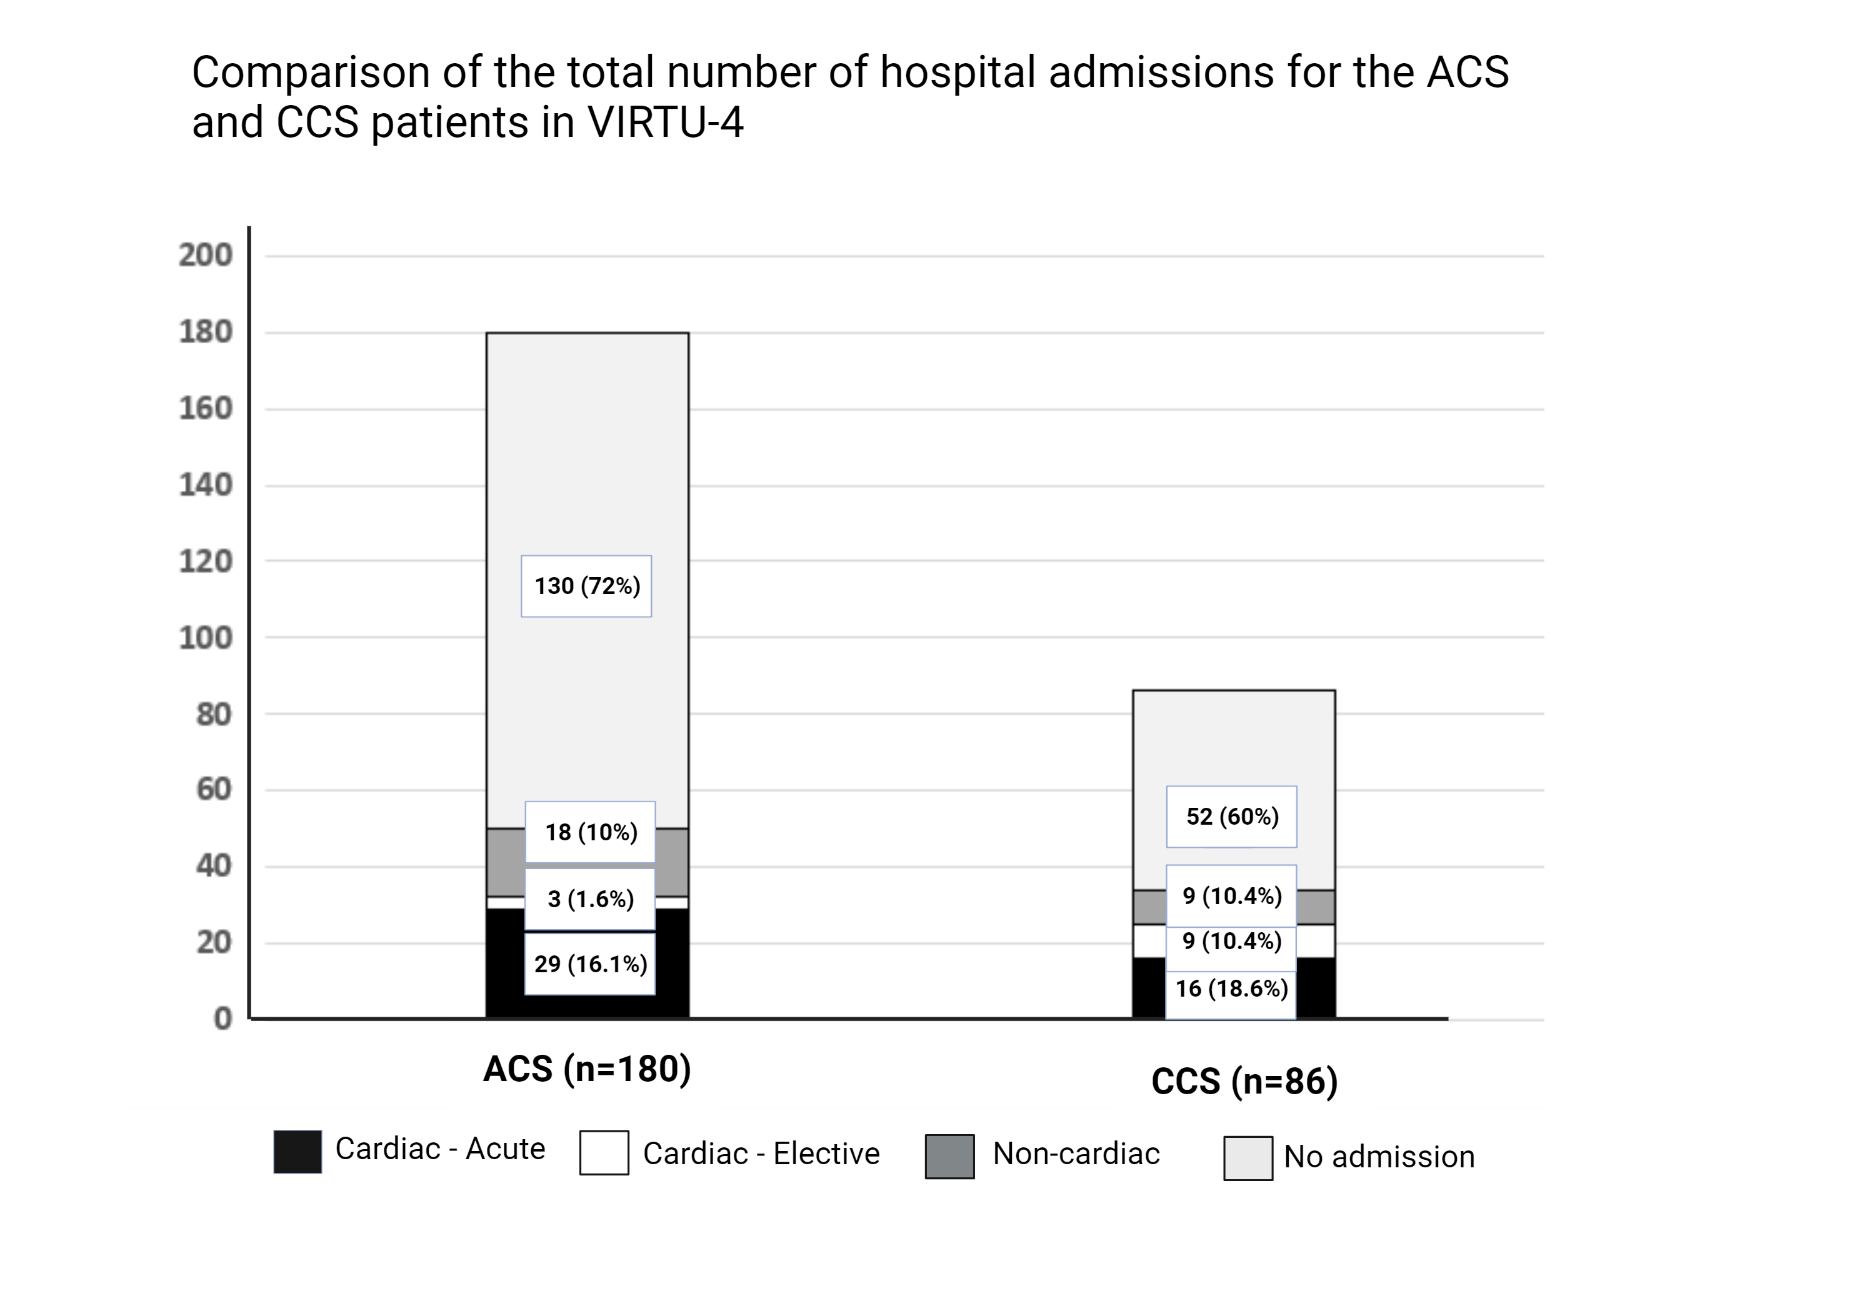 Comparison of the total number of hospital admissions for the ACS
and CCS patients in VIRTU-4
200
180
160
140
120
100
80
60
40
20
0
130 (72%)
18 (10%)
3 (1.6%)
29 (16.1%)
52 (60%)
9 (10.4%)
9 (10.4%)
16 (18.6%)
ACS (n=180)
CCS (n=86)
Cardiac - Acute
Cardiac - Elective
Non-cardiac
No admission